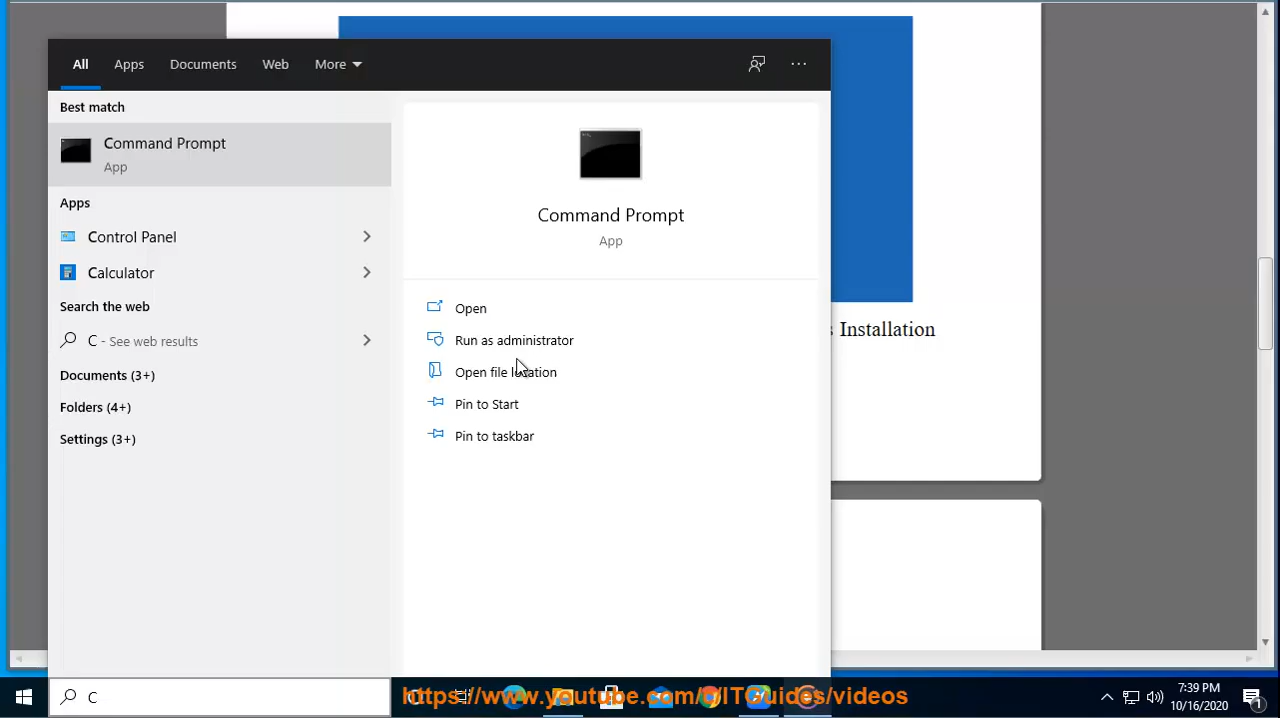 All Apps Documents Web More
Best match
Command Prompt
App
Apps
Control Panel
Calculator
Search the web
C - See web results
Documents (3+)
Folders (4+)
Settings (3+)
Command Prompt
App
Open
Run as administrator
Open file location
Pin to Start
Pin to taskbar
Installation
C
https://www.youtube.com/
ITGuides/videos
7:39 PM
10/16/2020
1